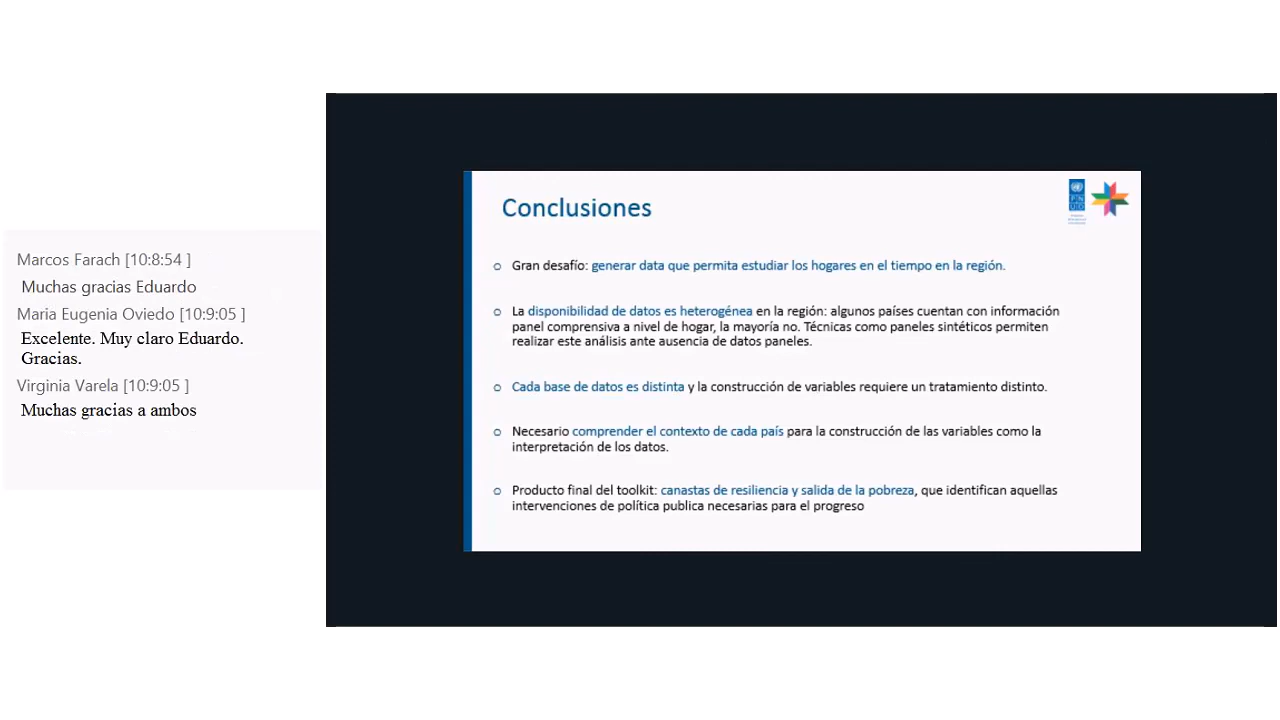 Marcos Farach [10:8:54 ]
Muchas gracias Eduardo
Maria Eugenia Oviedo [10:9:05 ]
Excelente. Muy claro Eduardo.
Gracias.
Virginia Varela [10:9:05 ]
Muchas gracias a ambos
Conclusiones
Gran desafío: generar data que permita estudiar los hogares en el tiempo en la región.
La disponibilidad de datos es heterogénea en la región: algunos países cuentan con información
panel comprensiva a nivel de hogar, la mayoría no. Técnicas como paneles sintéticos permiten
realizar este análisis ante ausencia de datos paneles.
Cada base de datos es distinta y la construcción de variables requiere un tratamiento distinto.
Necesario comprender el contexto de cada país para la construcción de las variables como la
interpretación de los datos.
Producto final del toolkit: canastas de resiliencia y salida de la pobreza, que identifican aquellas
intervenciones de política publica necesarias para el progreso
P N
U D